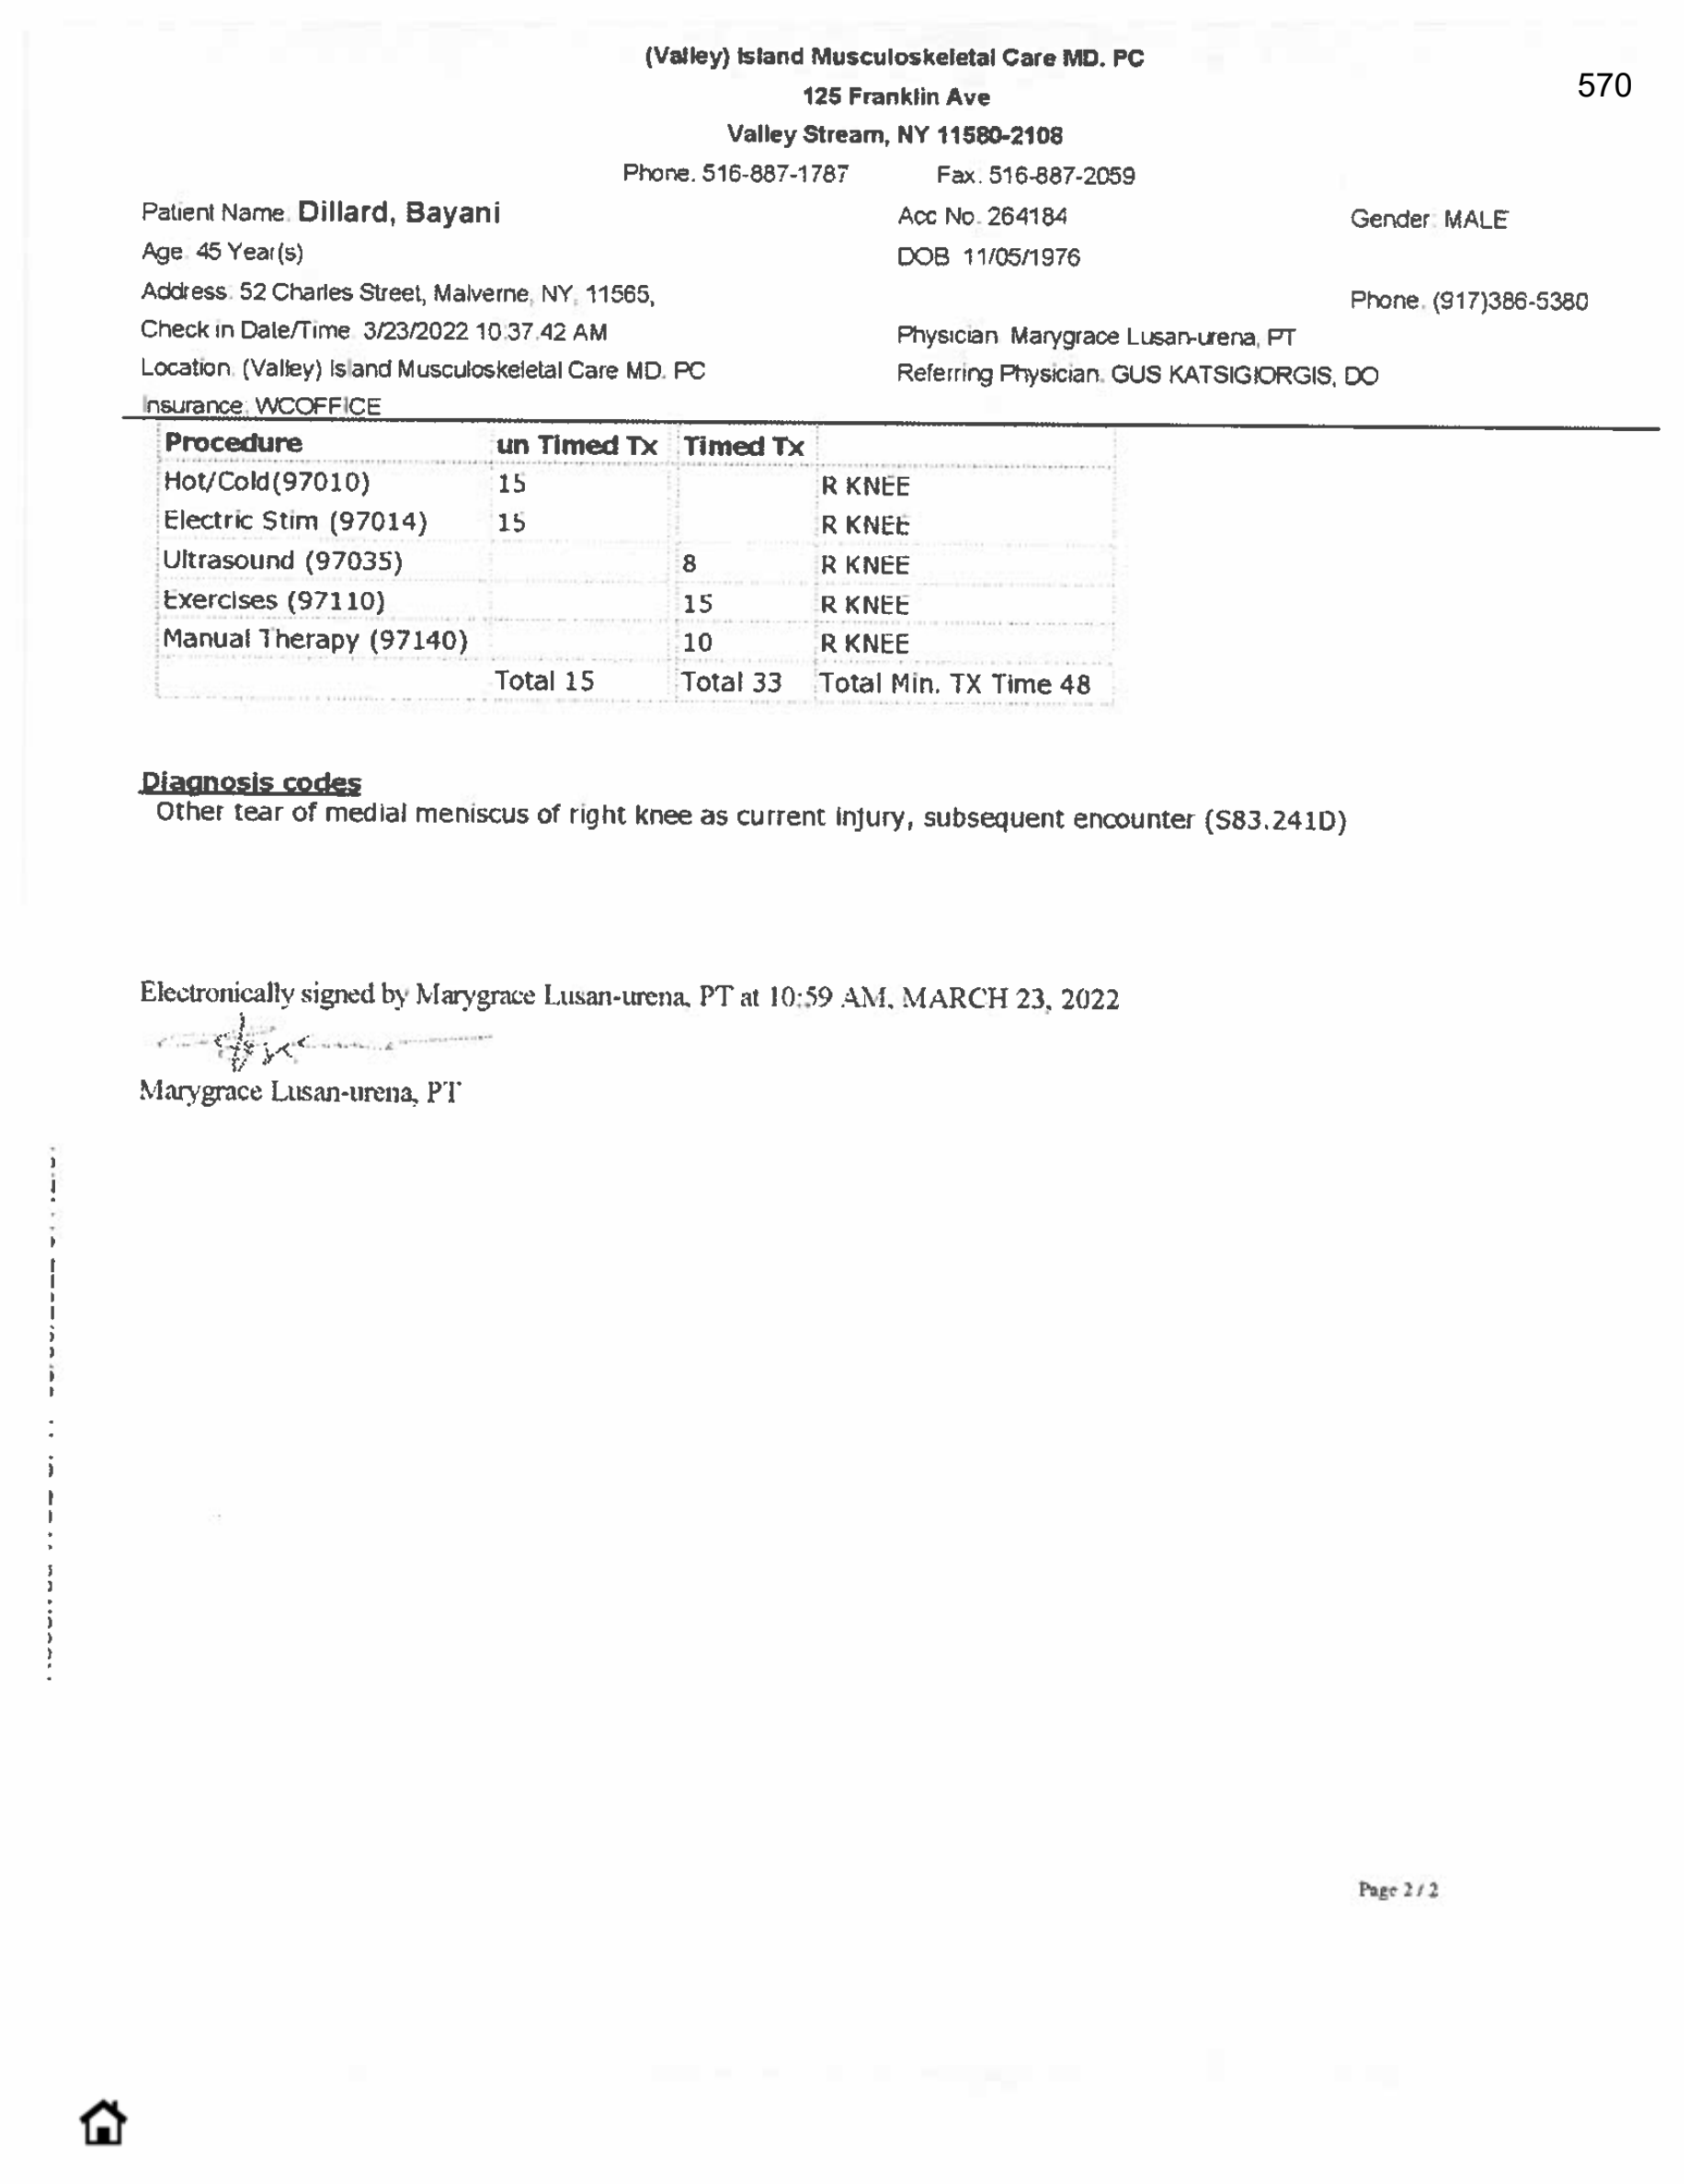 (Valley) Island Musculoskeletal Care MD. PC
570
125 Franklin Ave
Valley Stream, NY 11580-2108
Phone. 516-887-1787 Fax. 516-887-2059
Patient Name. Dillard, Bayani Acc No. 264184 Gender. MALE
Age. 45 Year(s) DOB 11/05/1976
Address. 52 Charles Street, Malverne, NY, 11565, Phone. (917)386-5380
Check in Date/Time. 3/23/2022 10.37.42 AM Physician Marygrace Lusan-urena, PT
Location. (Valley) Island Musculoskeletal Care MD. PC Referring Physician. GUS KATSIGIORGIS, DO
Insurance. WCOFFICE
Procedure un Timed Tx Timed Tx
Hot/Cold(97010) 15 R KNEE
Electric Stim (97014) 15 R KNEE
Ultrasound (97035) 8 R KNEE
Exercises (97110) 15 R KNEE
Manual Therapy (97140) 10 R KNEE
Total 15 Total 33 Total Min. TX Time 48
Diagnosis codes
Other tear of medial meniscus of right knee as current injury, subsequent encounter (S83.241D)
Electronically signed by Marygrace Lusan-urena, PT at 10:59 AM, MARCH 23, 2022
Marygrace Lusan-urena, PT
Page 2 / 2